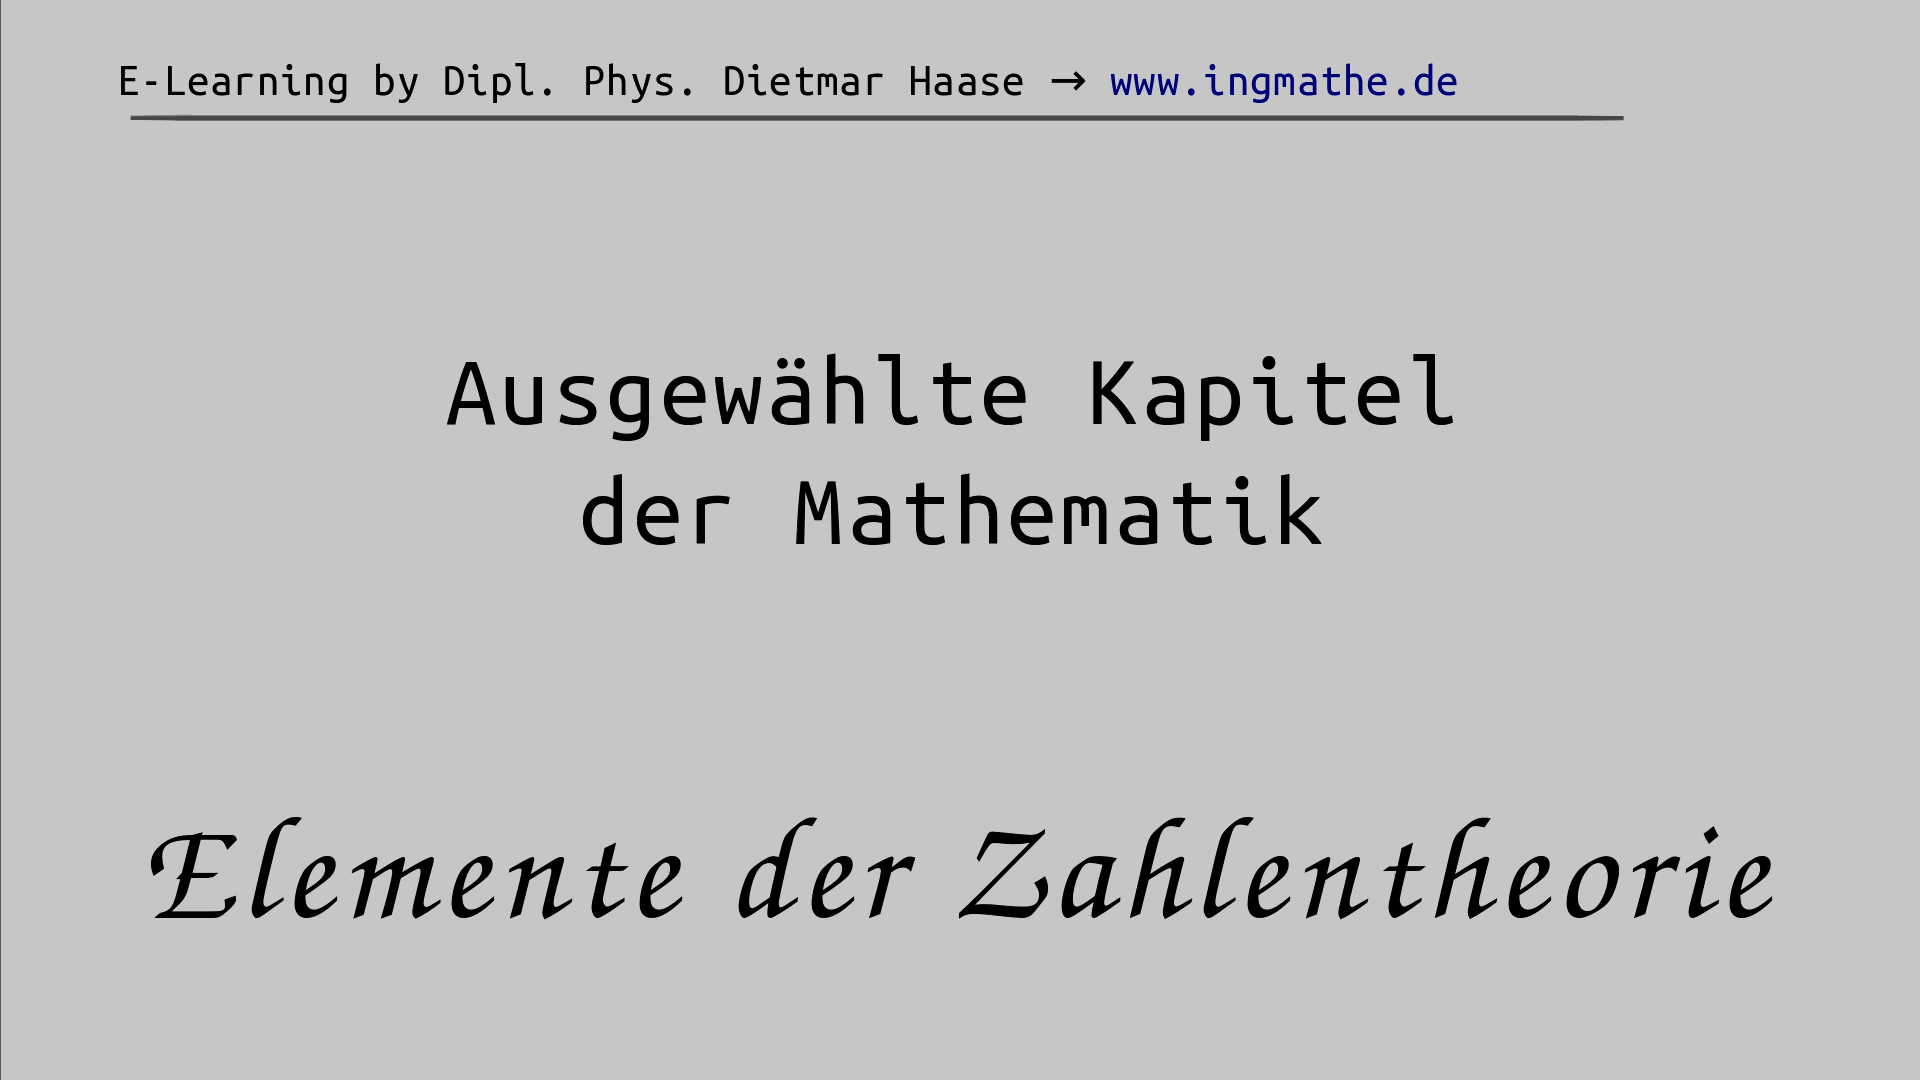 E-Learning by Dipl. Phys. Dietmar Haase → www.ingmathe.de
Ausgewählte Kapitel
der Mathematik
Elemente der Zahlentheorie